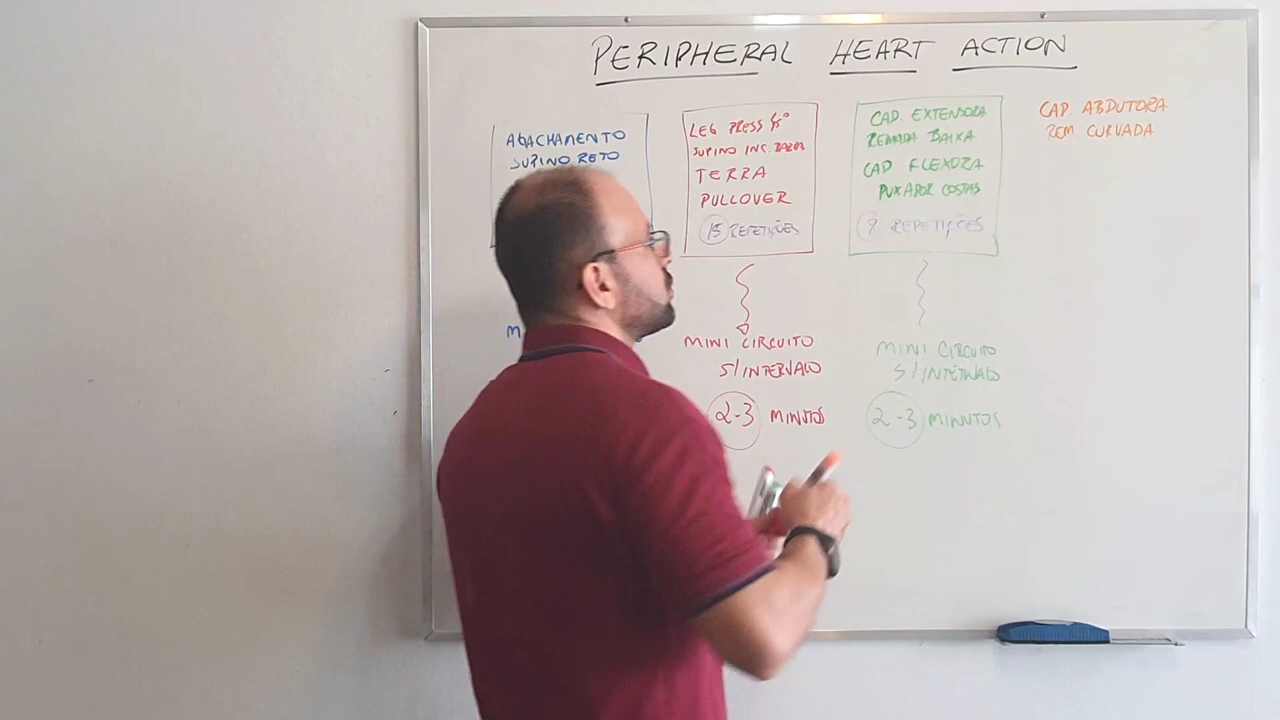 PERIPHERAL HEART ACTION
AGACHAMENTO
SUPINO RETO
LEG PRESS 45°
SUPINO INC. BARRA
TERRA
PULLOVER
15 REPETIÇÕES
MINI CIRCUITO
S/ INTERVALO
2-3 MINUTOS
CAD. EXTENSORA
REMADA BAIXA
CAD FLEXORA
PUXADOR COSTAS
REPETIÇÕES
MINI CIRCUITO
S/ INTERVALO
2-3 MINUTOS
CAD. ABDUTORA
REM. CURVADA